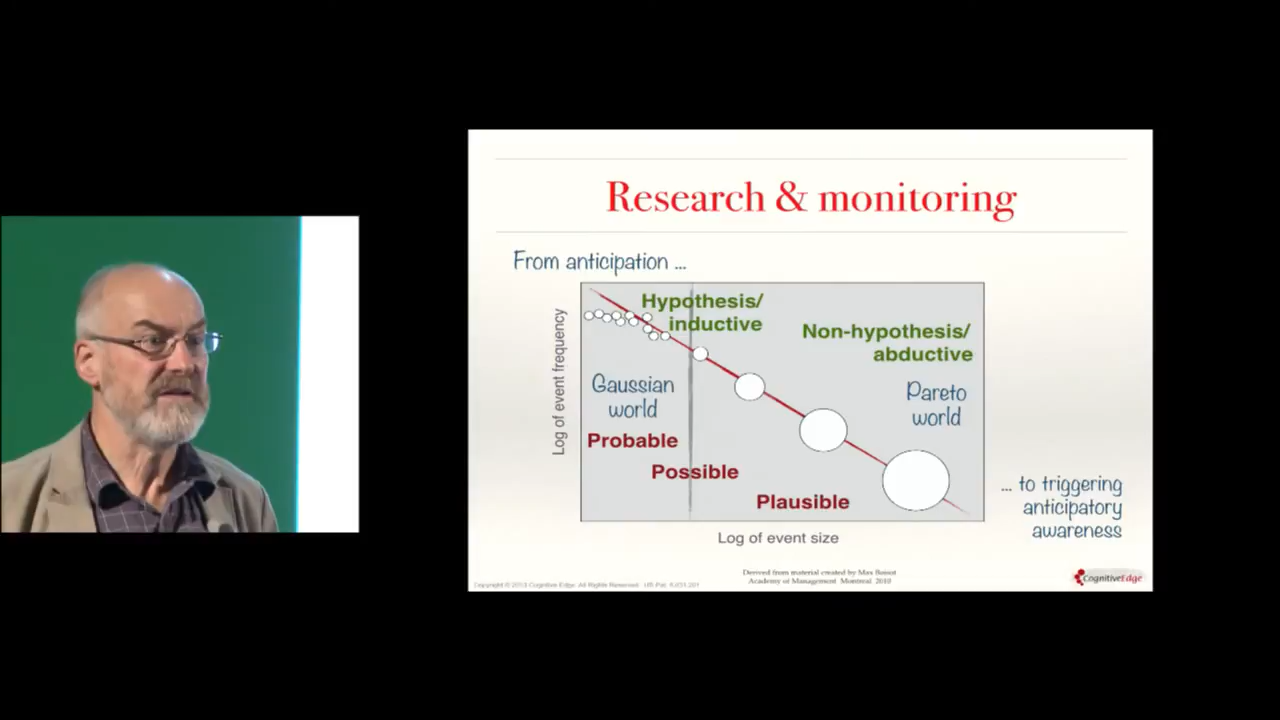 Research & monitoring
From anticipation ...
Hypothesis/
inductive
Non-hypothesis/
abductive
Log of event frequency
Gaussian
world
Pareto
world
Probable
Possible
Plausible
... to triggering
anticipatory
awareness
Log of event size
Derived from material created by Max Boisot
Academy of Management Montreal 2010
Copyright © 2013 Cognitive Edge. All Rights Reserved.
CognitiveEdge